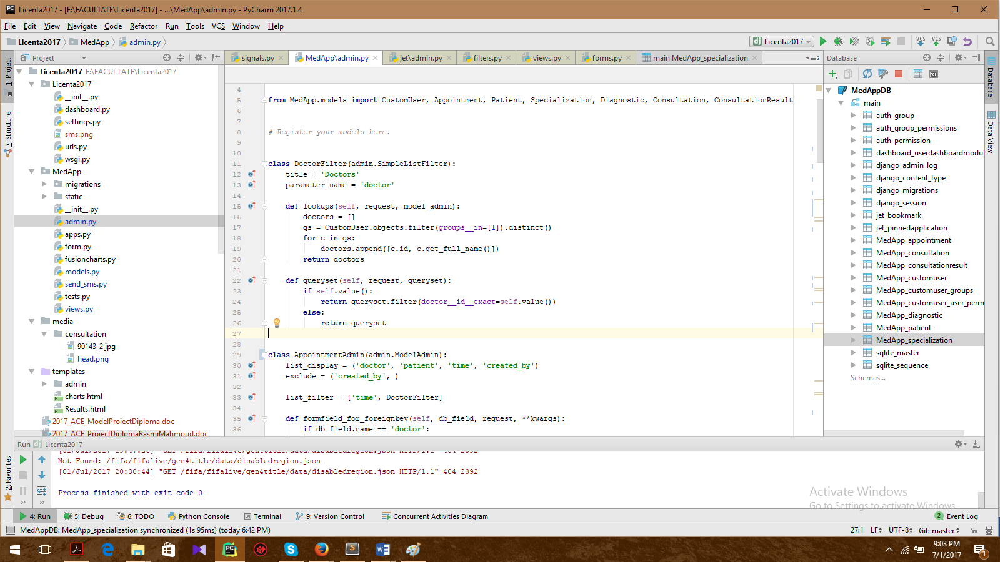 Licenta2017 - [E:\FACULTATE\Licenta2017] - ...\MedApp\admin.py - PyCharm 2017.1.4
File Edit View Navigate Code Refactor Run Tools VCS Window Help
Licenta2017 MedApp admin.py
Licenta2017
VCS VCS
Project
signals.py MedApp\admin.py jet\admin.py filters.py views.py forms.py main.MedApp_specialization
2
Database
1: Project
7: Structure
2: Favorites
Licenta2017 E:\FACULTATE\Licenta2017
Licenta2017
__init__.py
dashboard.py
settings.py
sms.png
urls.py
wsgi.py
MedApp
migrations
static
__init__.py
admin.py
apps.py
form.py
fusioncharts.py
models.py
send_sms.py
tests.py
views.py
media
consultation
90143_2.jpg
head.png
templates
admin
charts.html
Results.html
2017_ACE_ModelProiectDiploma.doc
2017_ACE_ProiectDiplomaRasmiMahmoud.doc
4
5 from MedApp.models import CustomUser, Appointment, Patient, Specialization, Diagnostic, Consultation, ConsultationResult
6
7
8 # Register your models here.
9
10
11 class DoctorFilter(admin.SimpleListFilter):
12 title = 'Doctors'
13 parameter_name = 'doctor'
14
15 def lookups(self, request, model_admin):
16 doctors = []
17 qs = CustomUser.objects.filter(groups__in=[1]).distinct()
18 for c in qs:
19 doctors.append([c.id, c.get_full_name()])
20 return doctors
21
22 def queryset(self, request, queryset):
23 if self.value():
24 return queryset.filter(doctor__id__exact=self.value())
25 else:
26 return queryset
27
28
29 class AppointmentAdmin(admin.ModelAdmin):
30 list_display = ('doctor', 'patient', 'time', 'created_by')
31 exclude = ('created_by', )
32
33 list_filter = ['time', DoctorFilter]
34
35 def formfield_for_foreignkey(self, db_field, request, **kwargs):
36 if db_field.name == 'doctor':
MedAppDB
main
auth_group
auth_group_permissions
auth_permission
dashboard_userdashboardmodul
django_admin_log
django_content_type
django_migrations
django_session
jet_bookmark
jet_pinnedapplication
MedApp_appointment
MedApp_consultation
MedApp_consultationresult
MedApp_customuser
MedApp_customuser_groups
MedApp_customuser_user_perm
MedApp_diagnostic
MedApp_patient
MedApp_specialization
sqlite_master
sqlite_sequence
Schemas...
Database
Data View
Run Licenta2017
Not Found: /fifa/fifalive/gen4title/data/disabledregion.json
[01/Jul/2017 20:30:44] "GET /fifa/fifalive/gen4title/data/disabledregion.json HTTP/1.1" 404 2392
Process finished with exit code 0
Activate Windows
Go to Settings to activate Windows.
4: Run 5: Debug 6: TODO Python Console Terminal 9: Version Control Concurrent Activities Diagram 2 Event Log
MedAppDB: MedApp_specialization synchronized (1s 95ms) (today 6:42 PM)
27:1 LF UTF-8 Git: master
9:03 PM
7/1/2017
1